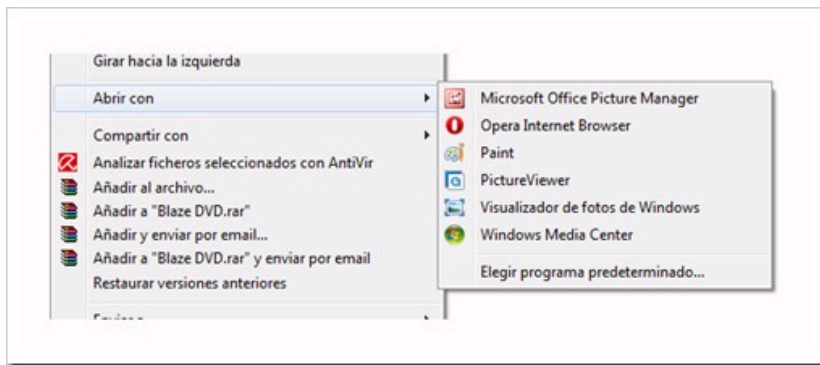 Girar hacia la izquierda
Abrir con
Compartir con
Analizar ficheros seleccionados con AntiVir
Añadir al archivo...
Añadir a "Blaze DVD.rar"
Añadir y enviar por email...
Añadir a "Blaze DVD.rar" y enviar por email
Restaurar versiones anteriores
Microsoft Office Picture Manager
Opera Internet Browser
Paint
PictureViewer
Visualizador de fotos de Windows
Windows Media Center
Elegir programa predeterminado...